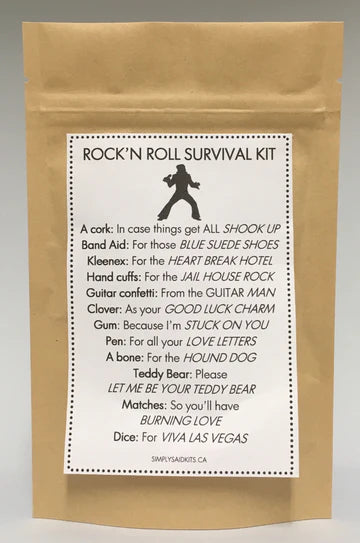 ROCK'N ROLL SURVIVAL KIT
A cork: In case things get ALL SHOOK UP
Band Aid: For those BLUE SUEDE SHOES
Kleenex: For the HEART BREAK HOTEL
Hand cuffs: For the JAIL HOUSE ROCK
Guitar confetti: From the GUITAR MAN
Clover: As your GOOD LUCK CHARM
Gum: Because I'm STUCK ON YOU
Pen: For all your LOVE LETTERS
A bone: For the HOUND DOG
Teddy Bear: Please
LET ME BE YOUR TEDDY BEAR
Matches: So you'll have
BURNING LOVE
Dice: For VIVA LAS VEGAS
SIMPLYSAIDKITS.CA